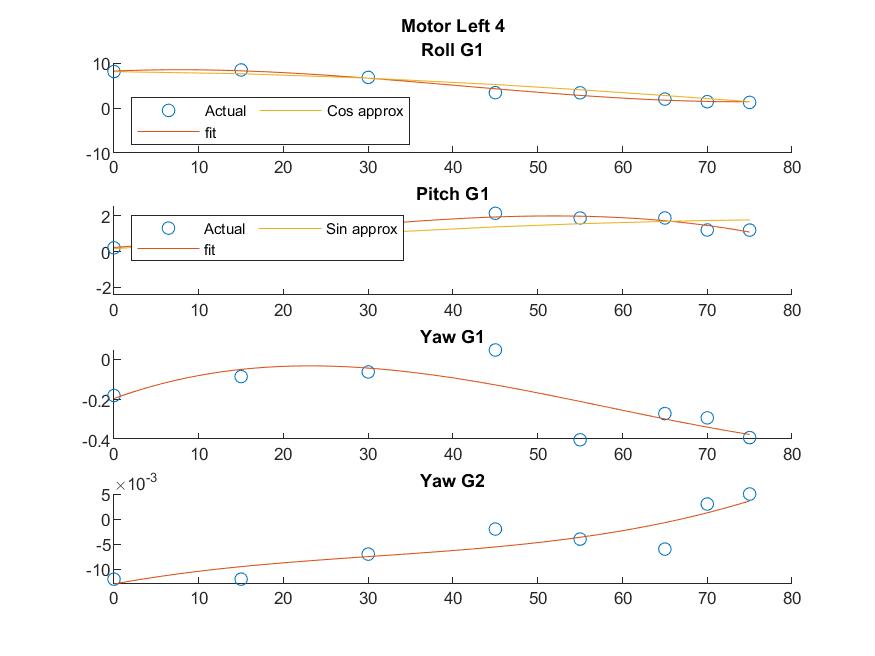 Motor Left 4
Roll G1
10
0
-10
Actual
Cos approx
fit
0 10 20 30 40 50 60 70 80
Pitch G1
2
0
-2
Actual
Sin approx
fit
0 10 20 30 40 50 60 70 80
Yaw G1
0
-0.2
-0.4
0 10 20 30 40 50 60 70 80
Yaw G2
×10⁻³
5
0
-5
-10
0 10 20 30 40 50 60 70 80